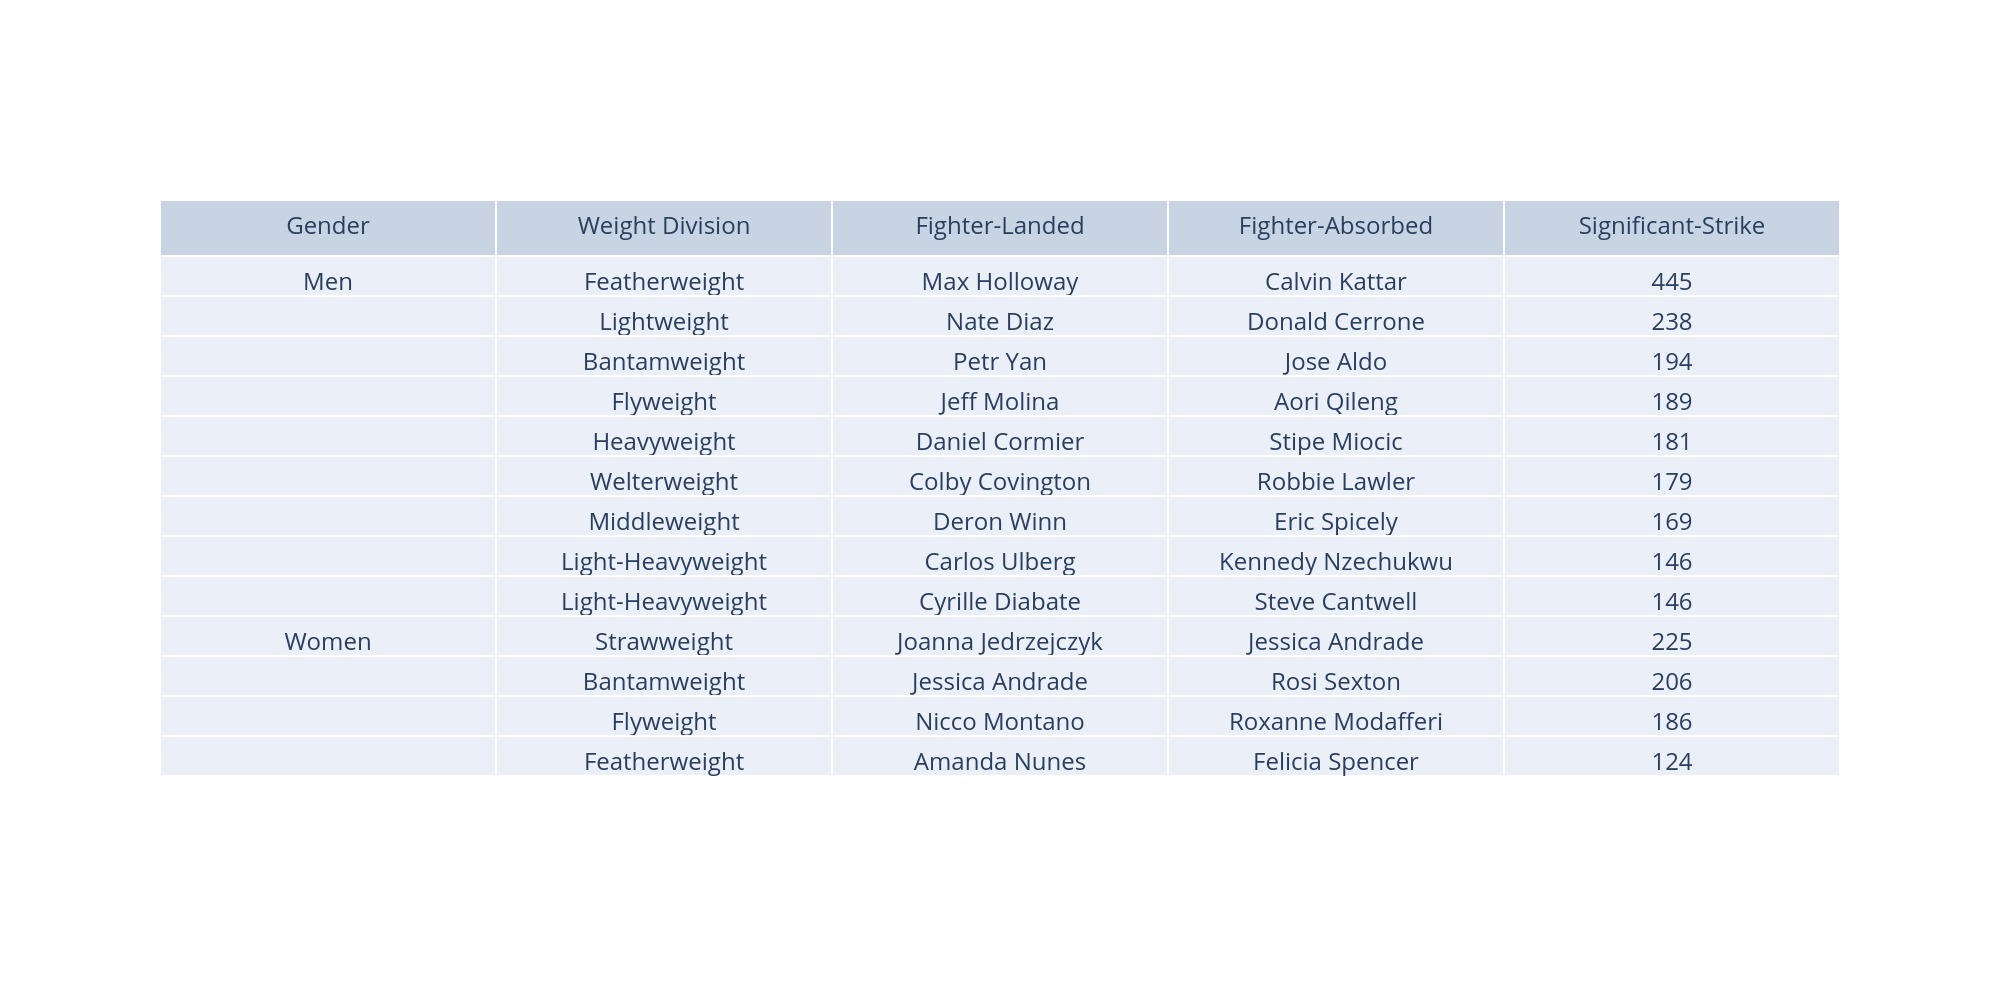 Gender Weight Division Fighter-Landed Fighter-Absorbed Significant-Strike
Men Featherweight Max Holloway Calvin Kattar 445
Lightweight Nate Diaz Donald Cerrone 238
Bantamweight Petr Yan Jose Aldo 194
Flyweight Jeff Molina Aori Qileng 189
Heavyweight Daniel Cormier Stipe Miocic 181
Welterweight Colby Covington Robbie Lawler 179
Middleweight Deron Winn Eric Spicely 169
Light-Heavyweight Carlos Ulberg Kennedy Nzechukwu 146
Light-Heavyweight Cyrille Diabate Steve Cantwell 146
Women Strawweight Joanna Jedrzejczyk Jessica Andrade 225
Bantamweight Jessica Andrade Rosi Sexton 206
Flyweight Nicco Montano Roxanne Modafferi 186
Featherweight Amanda Nunes Felicia Spencer 124